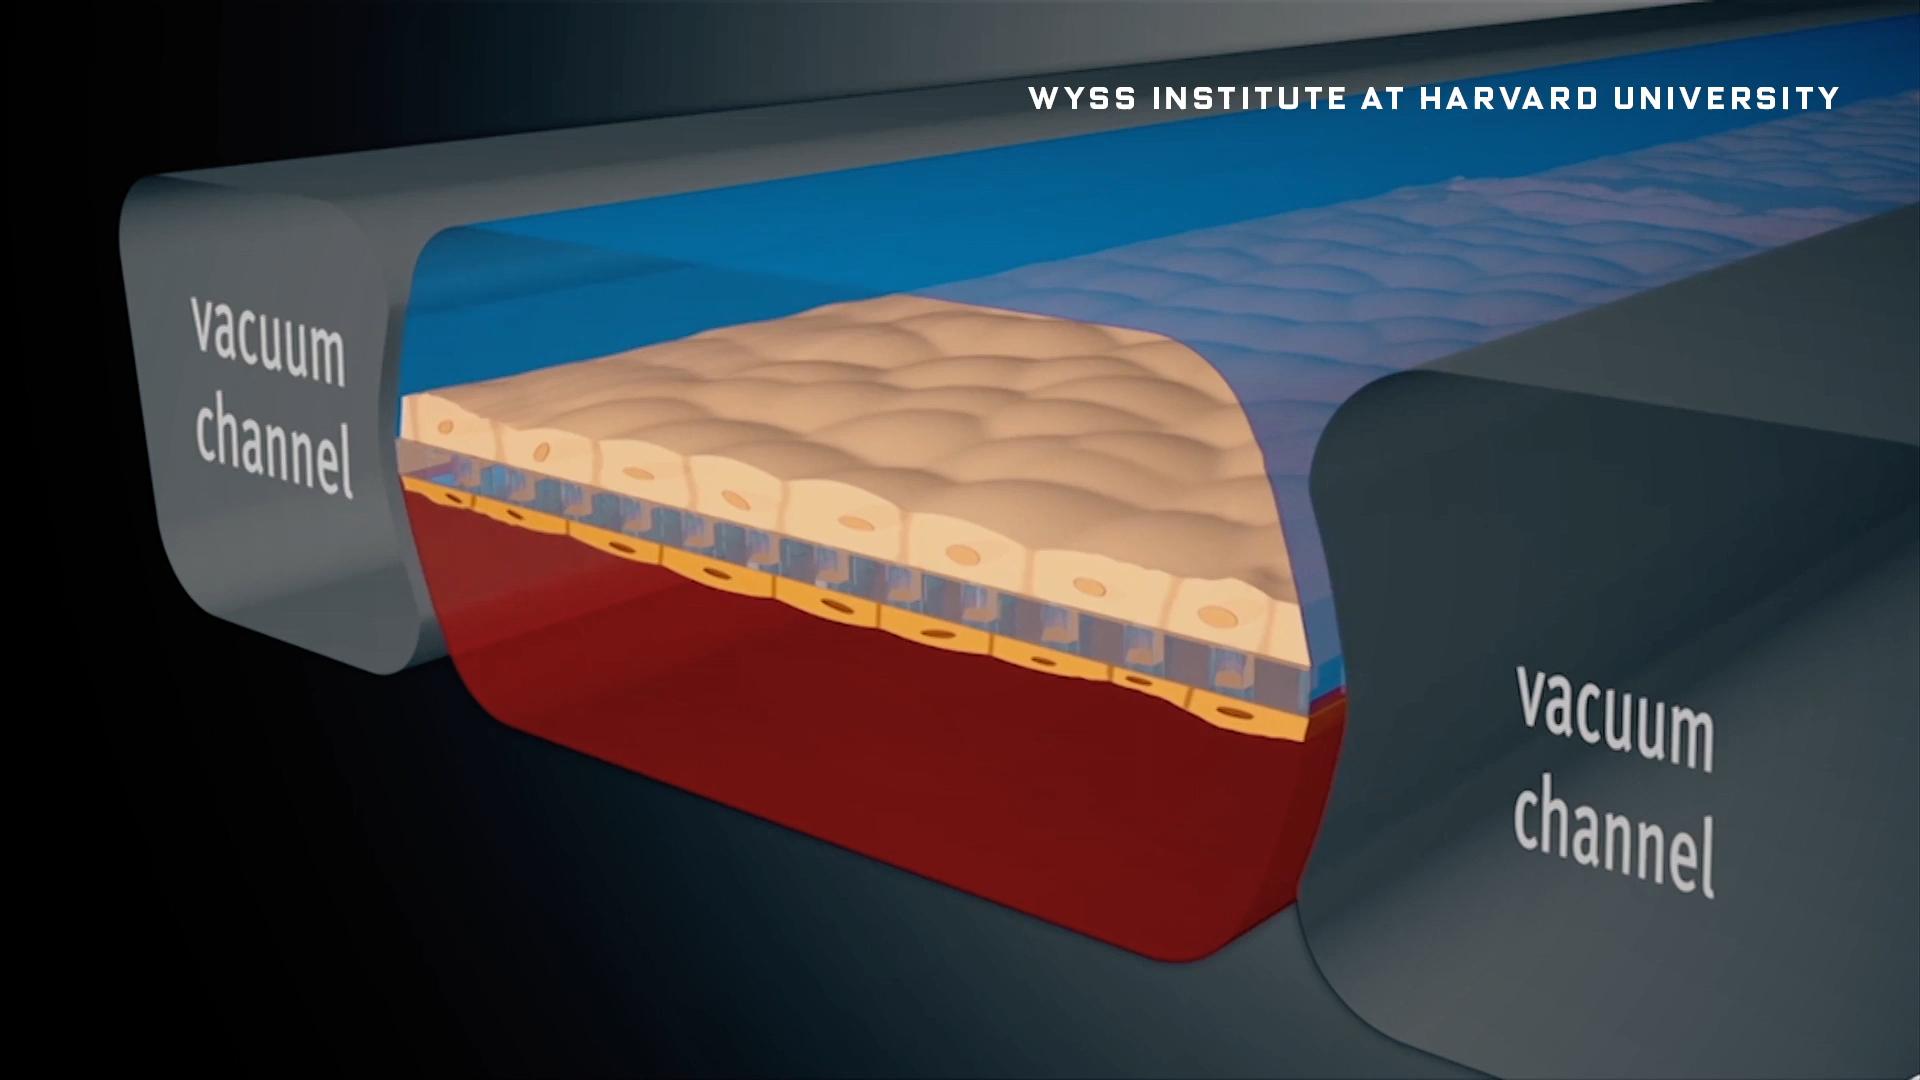 WYSS INSTITUTE AT HARVARD UNIVERSITY
vacuum
channel
vacuum
channel